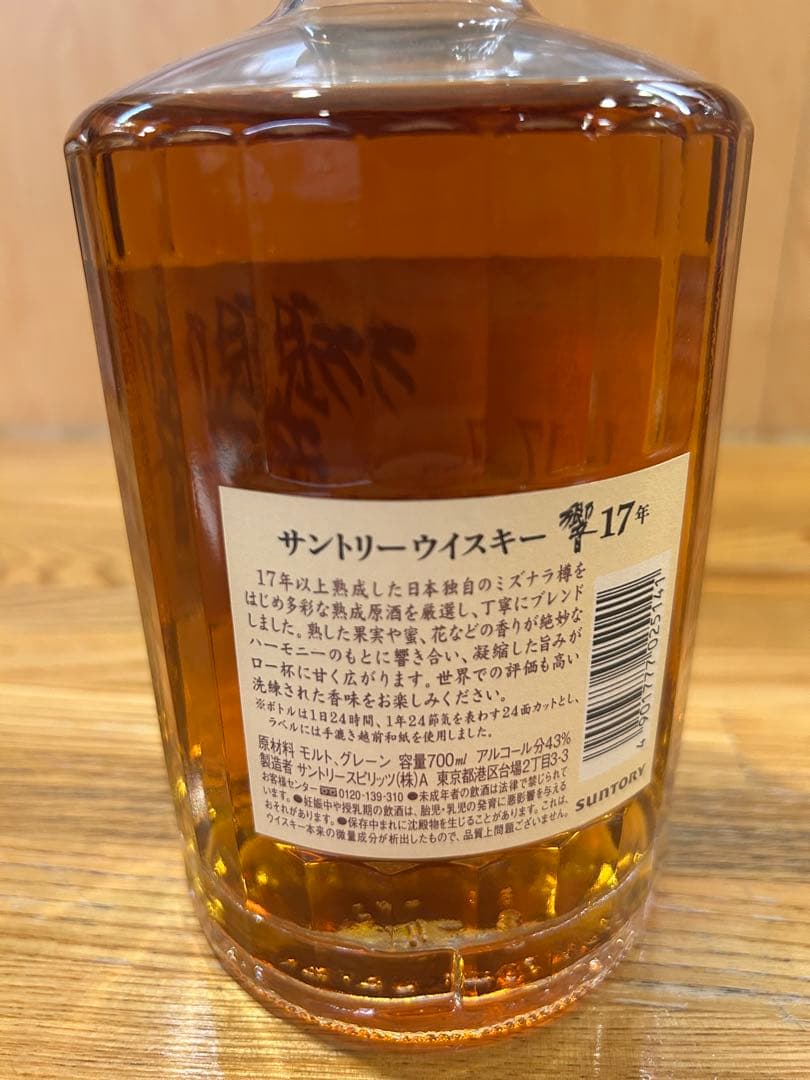 サントリーウイスキー 響 17年
17年以上熟成した日本独自のミズナラ樽を
はじめ多彩な熟成原酒を厳選し、丁寧にブレンド
しました。熟した果実や蜜、花などの香りが絶妙な
ハーモニーのもとに響き合い、凝縮した旨みが
口一杯に甘く広がります。世界での評価も高い
洗練された香味をお楽しみください。
※ボトルは1日24時間、1年24節気を表わす24面カットとし、
ラベルには手漉き越前和紙を使用しました。
原材料 モルト、グレーン 容量700㎖ アルコール分43%
製造者 サントリースピリッツ(株)A 東京都港区台場2丁目3-3
お客様センター 0120-139-310 ●未成年者の飲酒は法律で禁じられて
います。●妊娠中や授乳期の飲酒は、胎児・乳児の発育に悪影響を与える
おそれがあります。●保存中まれに沈殿物を生じることがあります。これは、
ウイスキー本来の微量成分が析出したもので、品質上問題ございません。
SUNTORY
4 901777 025141